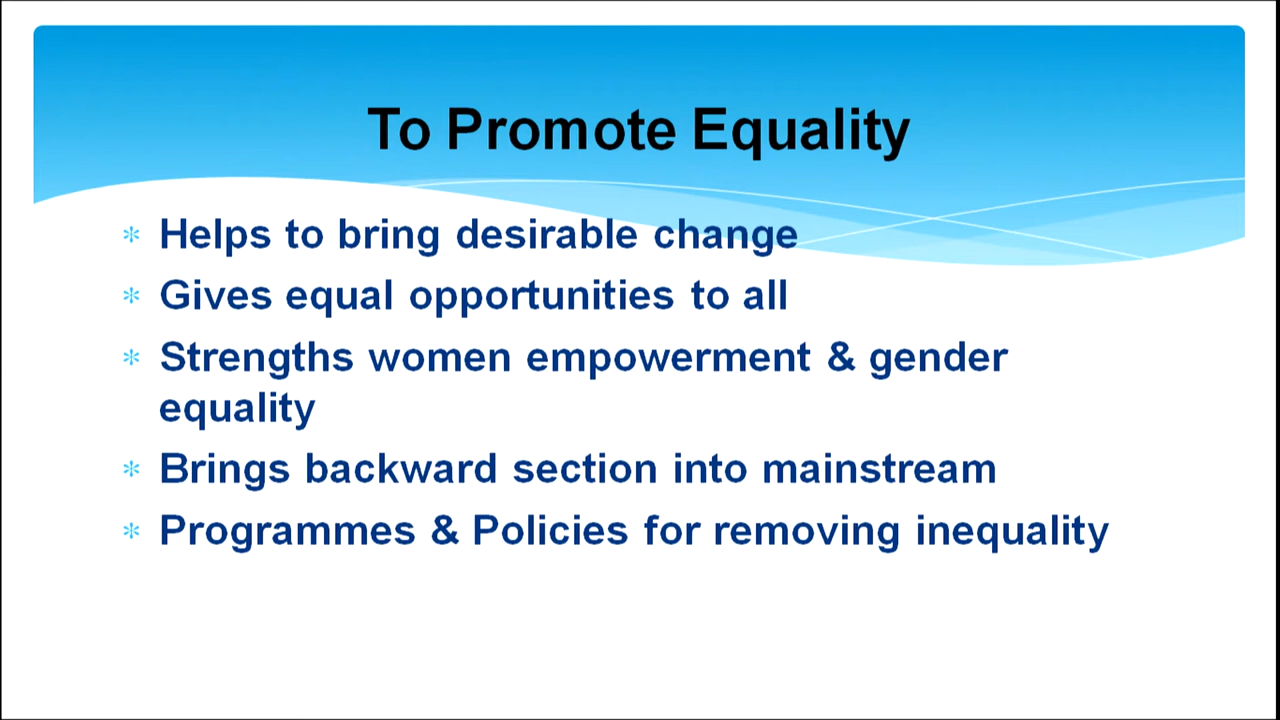 To Promote Equality
* Helps to bring desirable change
* Gives equal opportunities to all
* Strengths women empowerment & gender
equality
* Brings backward section into mainstream
* Programmes & Policies for removing inequality